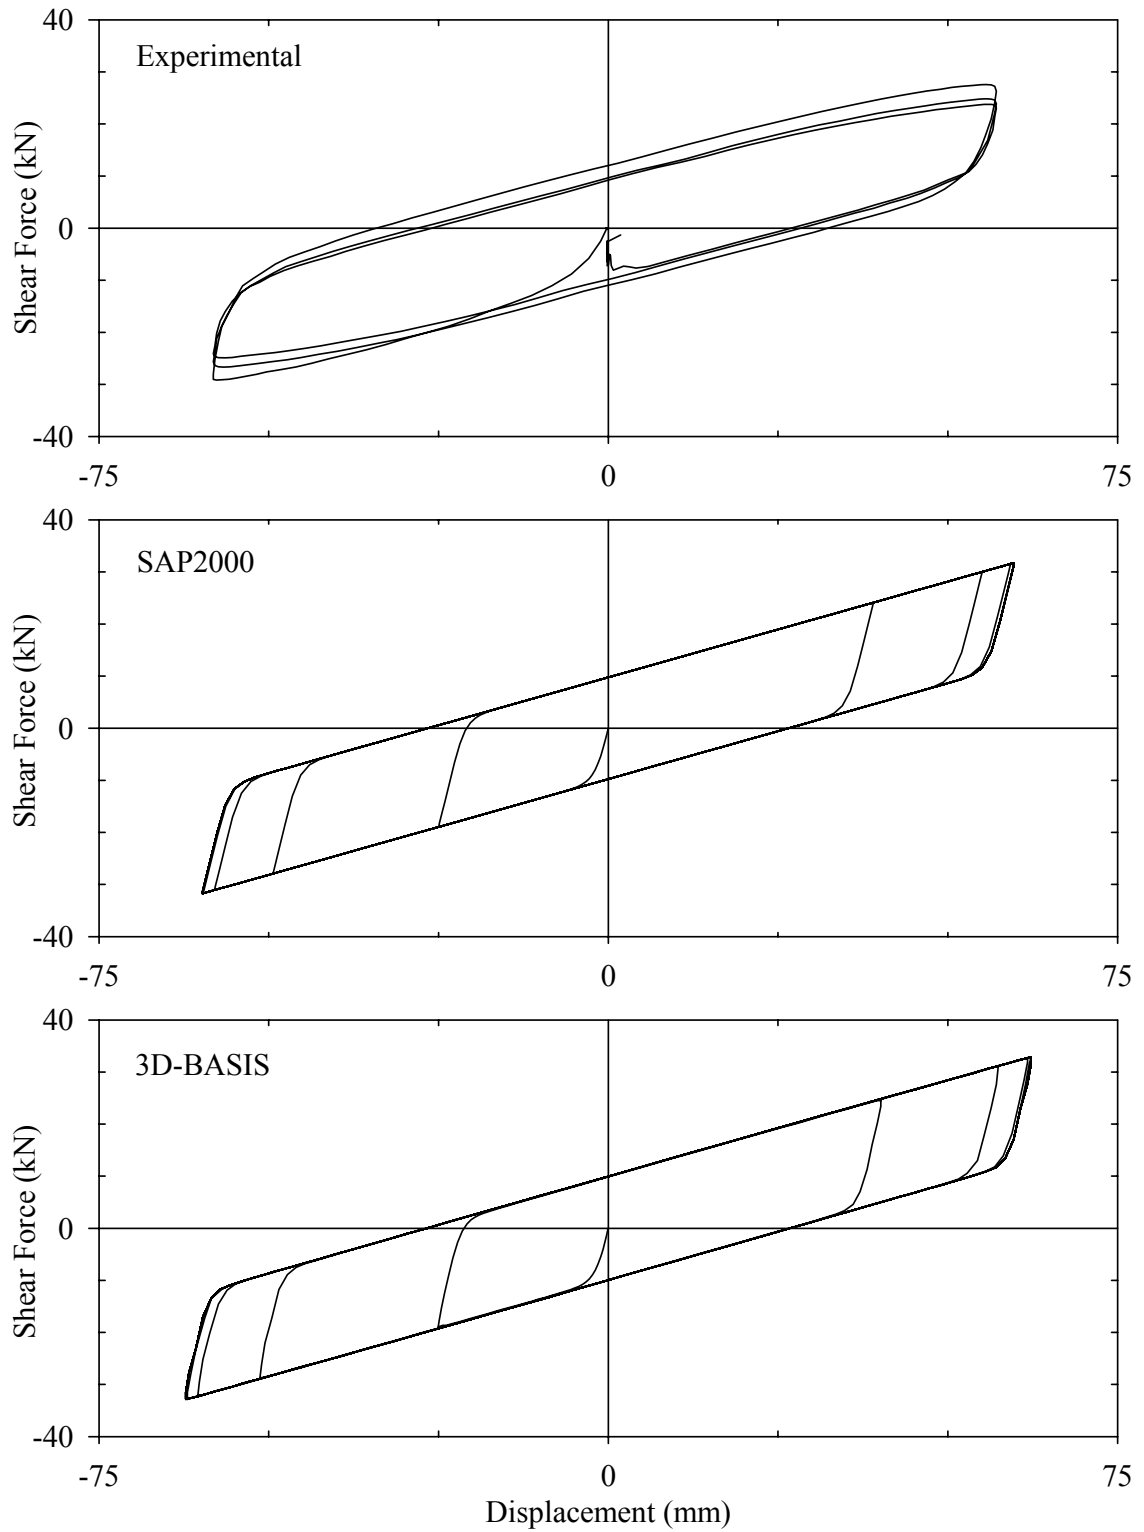 40
Experimental
Shear Force (kN)
0
-40
-75 0 75
40
SAP2000
Shear Force (kN)
0
-40
-75 0 75
40
3D-BASIS
Shear Force (kN)
0
-40
-75 0 75
Displacement (mm)